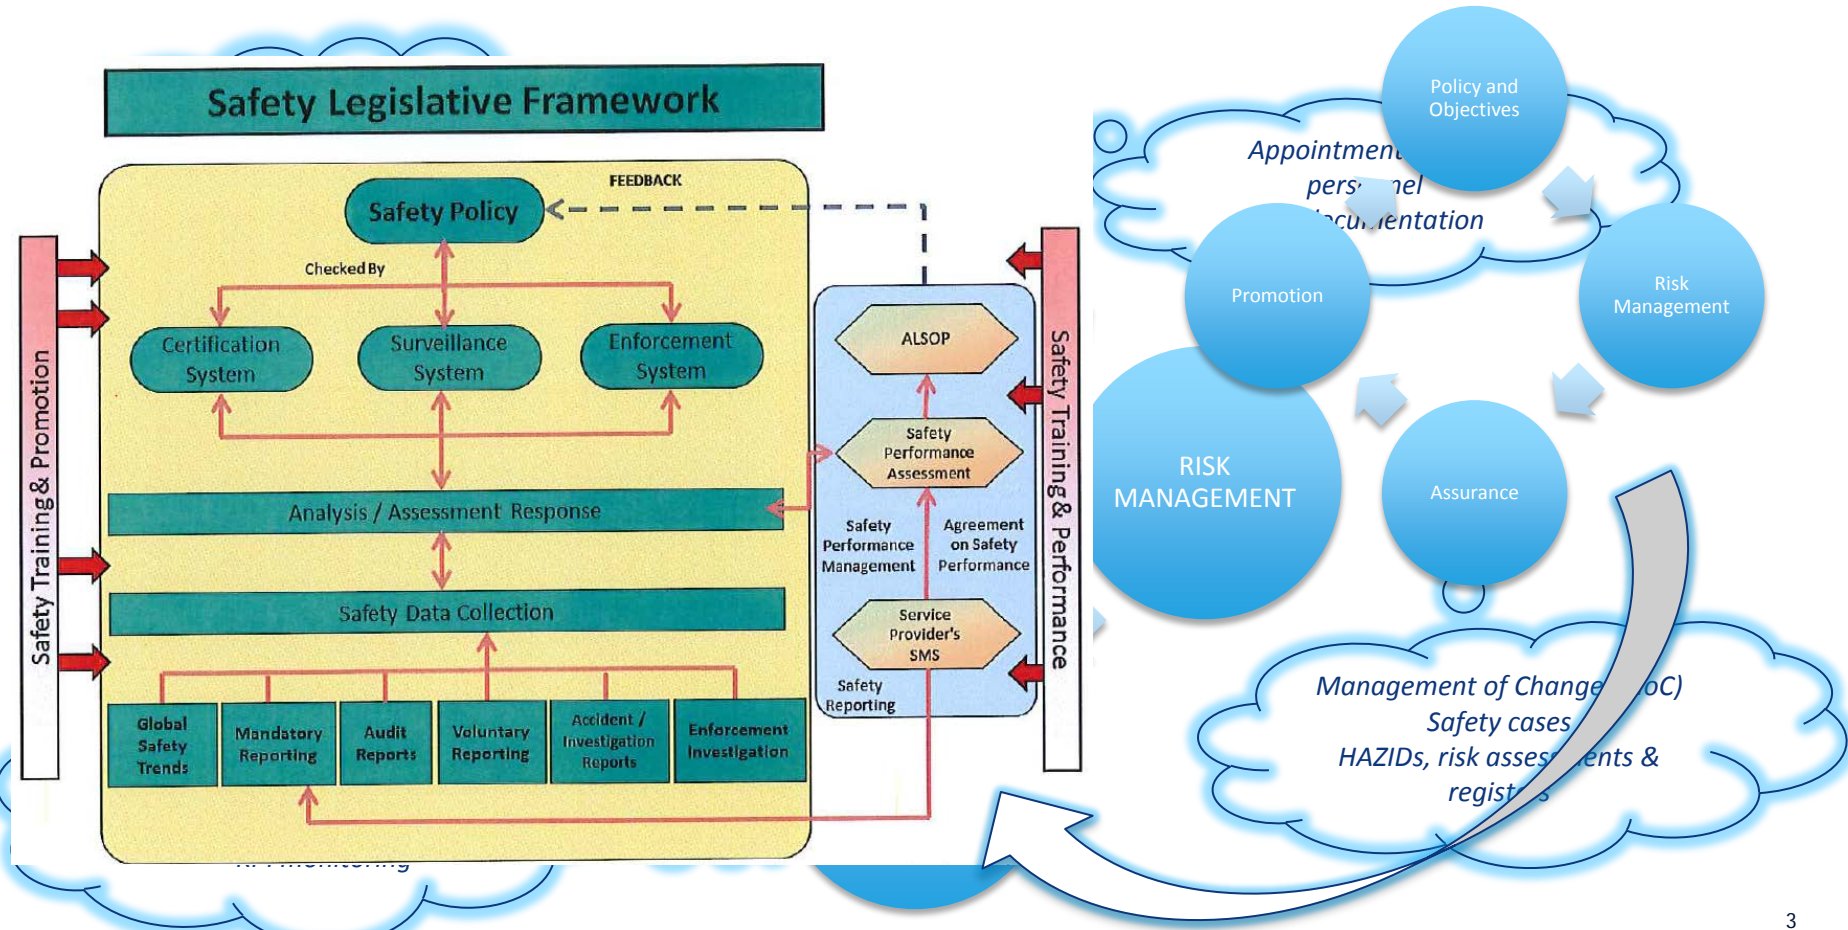 Safety Legislative Framework
FEEDBACK
Safety Policy
Checked By
Certification
System
Surveillance
System
Enforcement
System
Analysis / Assessment Response
Safety Data Collection
Global
Safety
Trends
Mandatory
Reporting
Audit
Reports
Voluntary
Reporting
Accident /
Investigation
Reports
Enforcement
Investigation
Safety Training & Promotion
ALSOP
Safety
Performance
Assessment
Safety
Performance
Management
Agreement
on Safety
Performance
Service
Provider's
SMS
Safety
Reporting
Safety Training & Performance
Policy and
Objectives
Risk
Management
Assurance
Promotion
RISK
MANAGEMENT
Management of Change
Safety cases
HAZIDs, risk &
monitoring
3